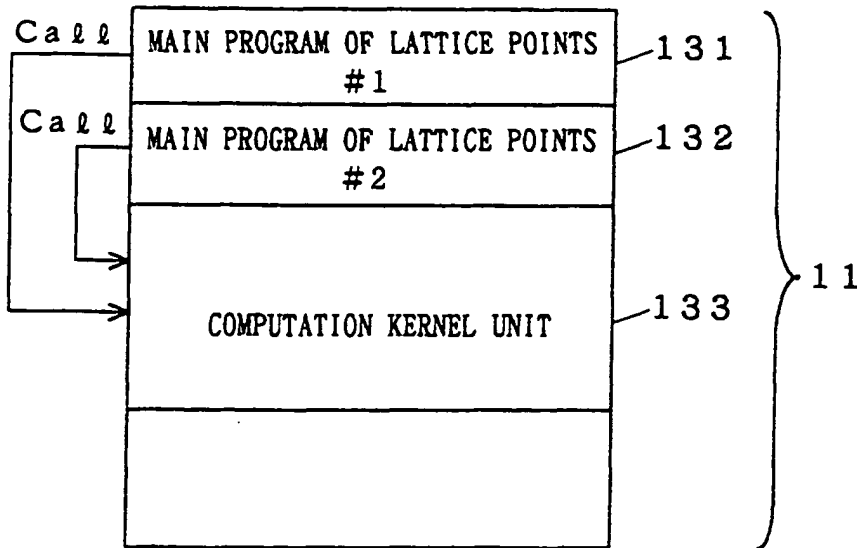 Call
MAIN PROGRAM OF LATTICE POINTS
#1
131
Call
MAIN PROGRAM OF LATTICE POINTS
#2
132
11
COMPUTATION KERNEL UNIT
133